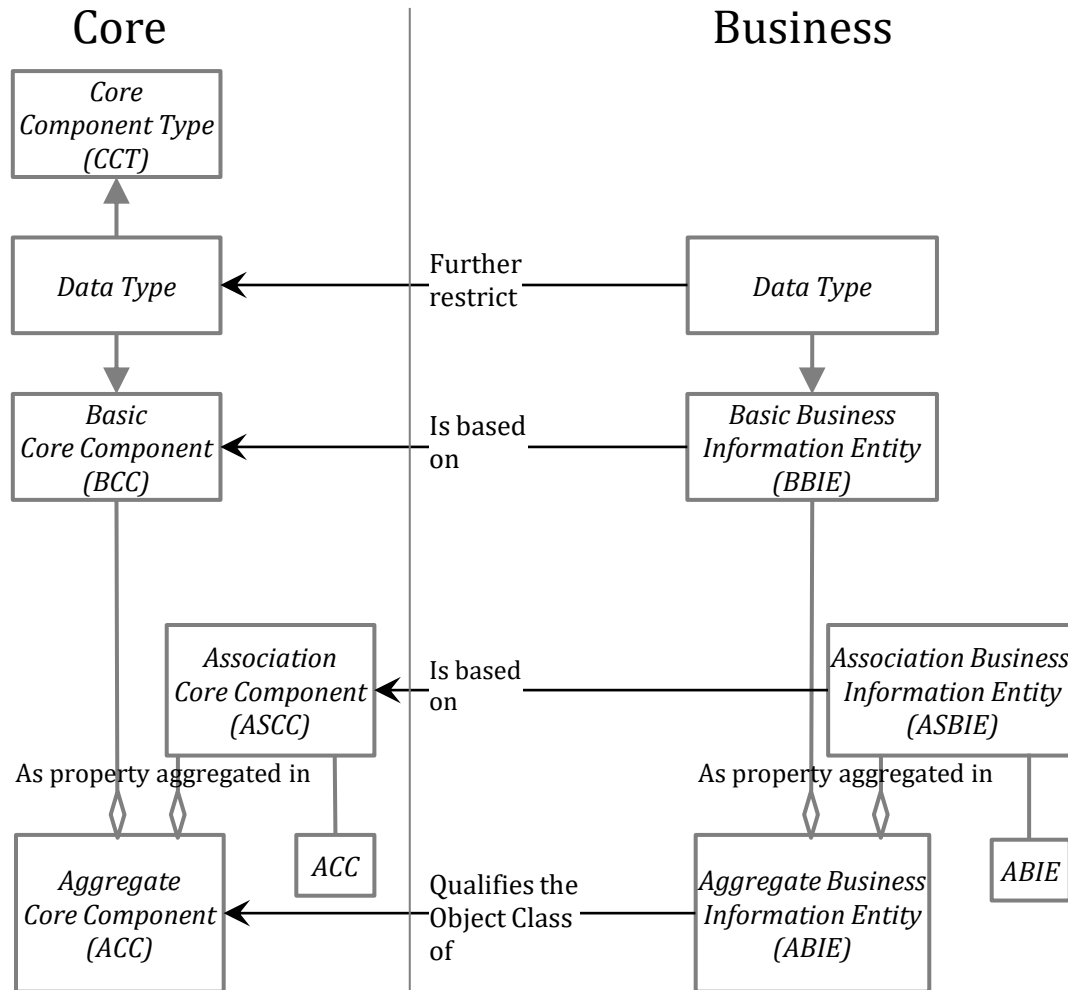 Core
Business
Core
Component Type
(CCT)
Data Type
Further
restrict
Data Type
Basic
Core Component
(BCC)
Is based
on
Basic Business
Information Entity
(BBIE)
Association
Core Component
(ASCC)
Is based
on
Association Business
Information Entity
(ASBIE)
As property aggregated in
As property aggregated in
ACC
ABIE
Aggregate
Core Component
(ACC)
Qualifies the
Object Class
of
Aggregate Business
Information Entity
(ABIE)